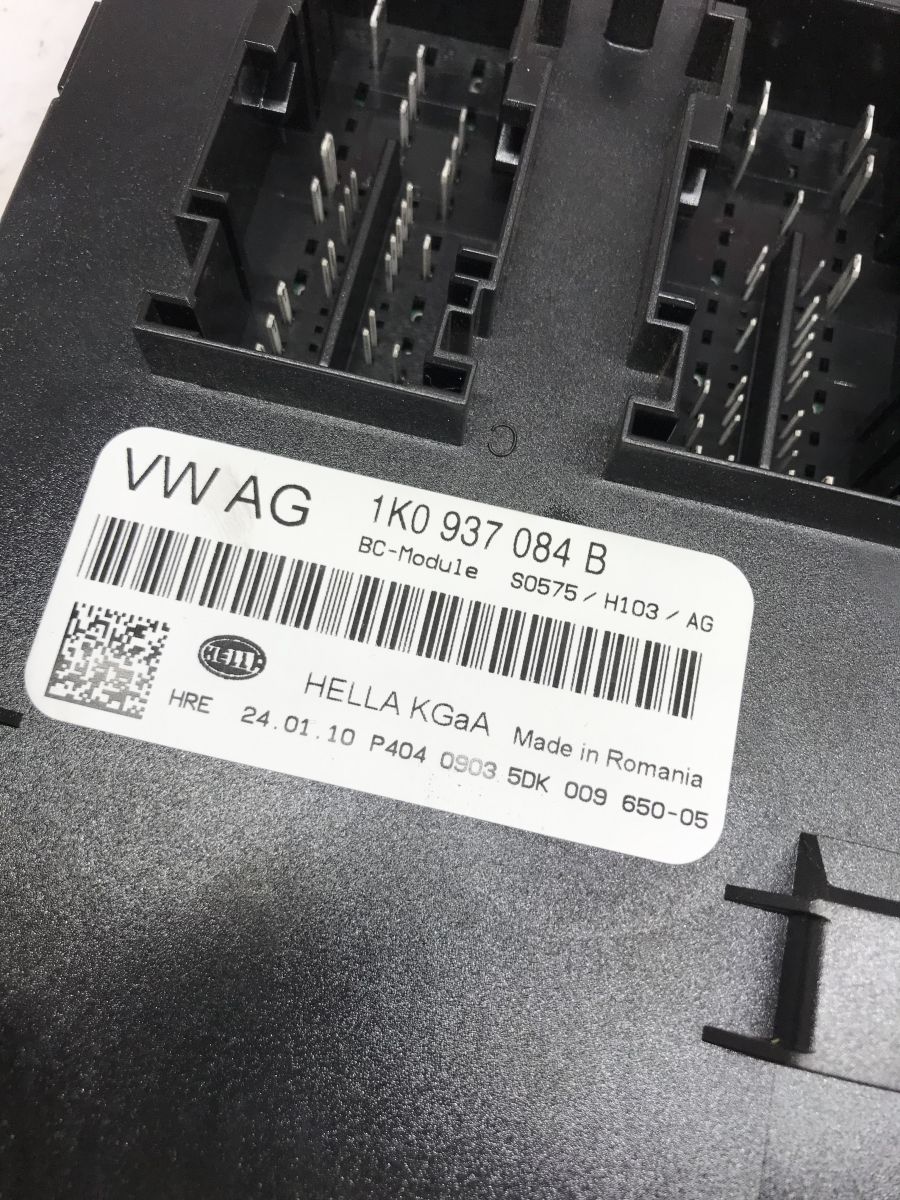 C
VW AG 1K0 937 084 B
BC-Module S0575 / H103 / AG
HELLA
HELLA KGaA Made in Romania
HRE 24.01.10 P404 0903 5DK 009 650-05